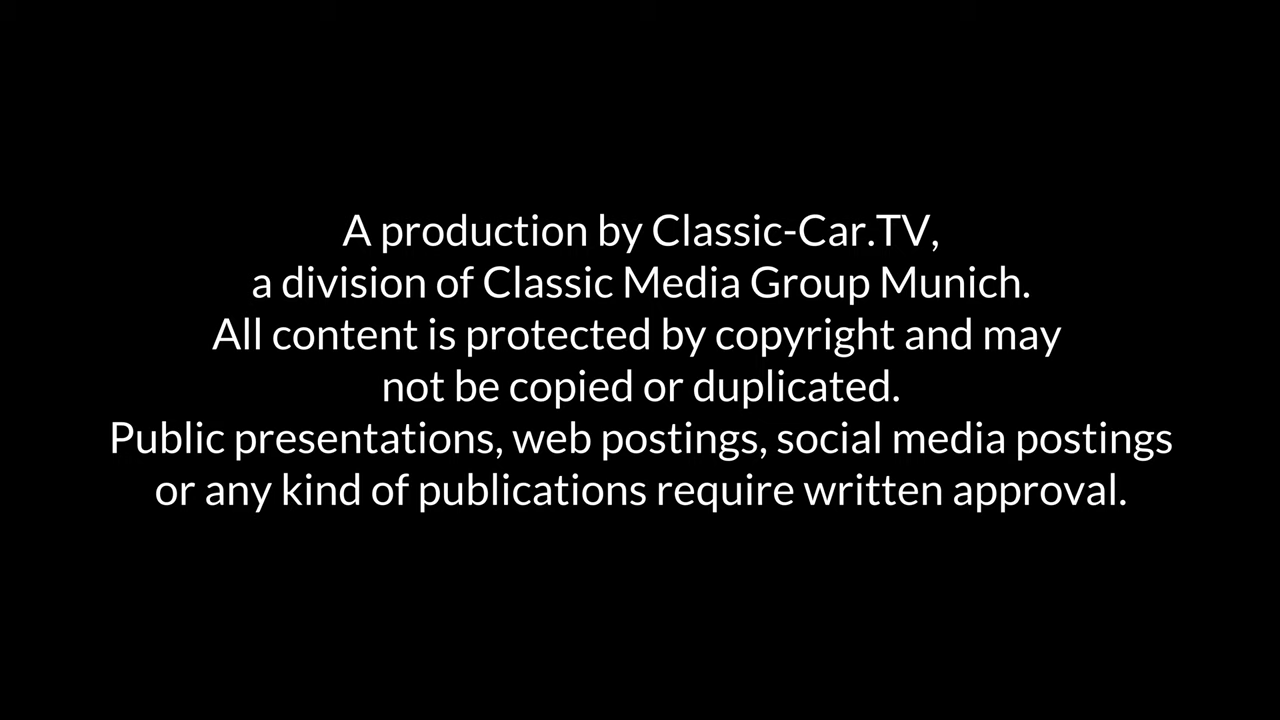 A production by Classic-Car.TV,
a division of Classic Media Group Munich.
All content is protected by copyright and may
not be copied or duplicated.
Public presentations, web postings, social media postings
or any kind of publications require written approval.